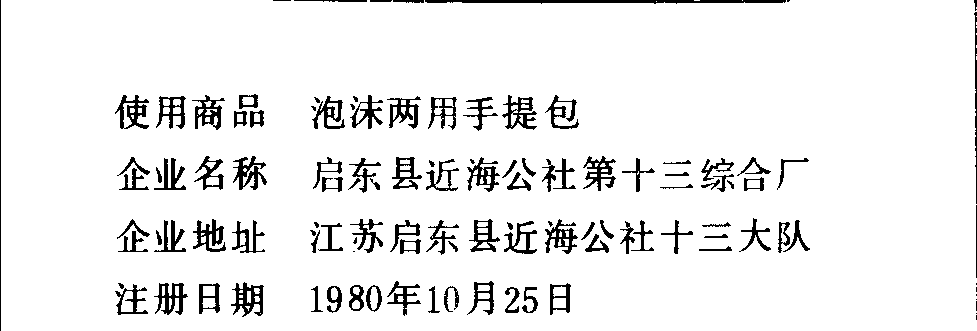 使用商品 泡沫两用手提包
企业名称 启东县近海公社第十三综合厂
企业地址 江苏启东县近海公社十三大队
注册日期 1980年10月25日